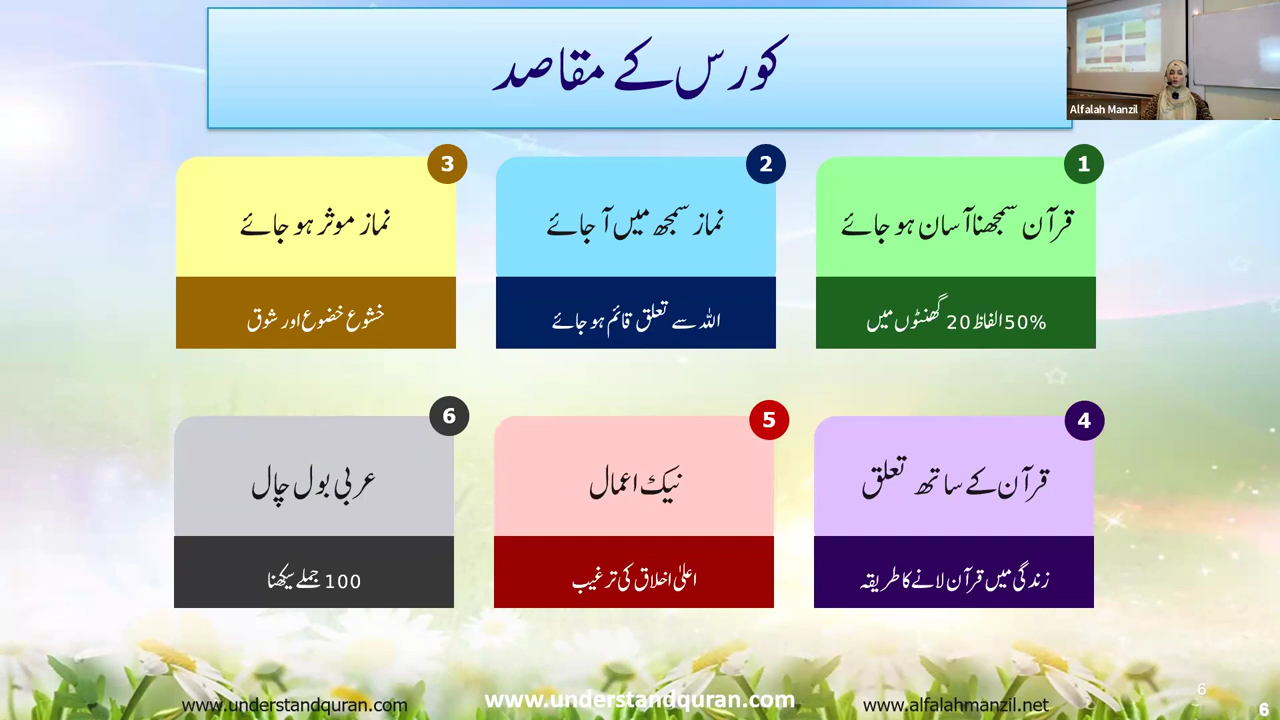 کورس کے مقاصد
Alfalah Manzil
1
قرآن سمجھنا آسان ہو جائے
50% الفاظ 20 گھنٹوں میں
2
نماز سمجھ میں آ جائے
اللہ سے تعلق قائم ہو جائے
3
نماز موثر ہو جائے
خشوع خضوع اور شوق
4
قرآن کے ساتھ تعلق
زندگی میں قرآن لانے کا طریقہ
5
نیک اعمال
اعلیٰ اخلاق کی ترغیب
6
عربی بول چال
100 جملے سیکھنا
www.understandquran.com
www.understandquran.com
www.alfalahmanzil.net
6
6